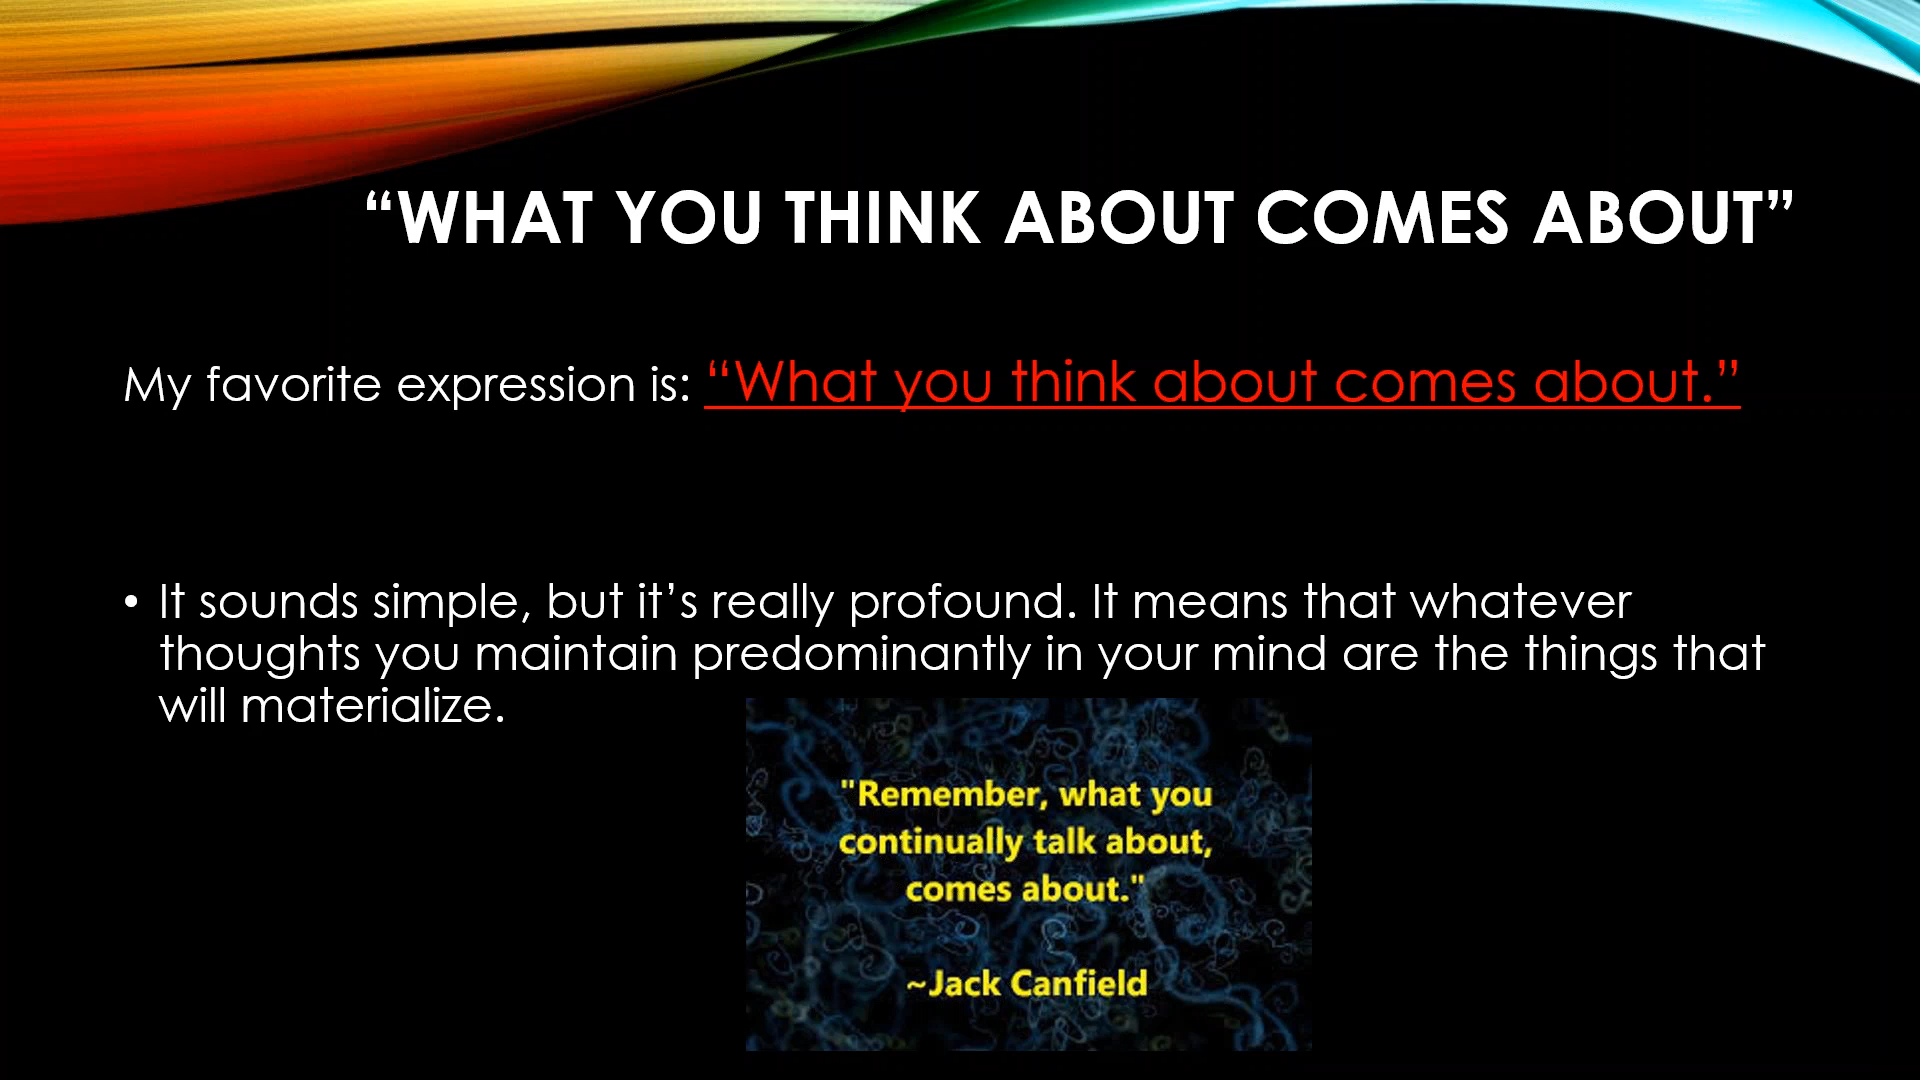 “WHAT YOU THINK ABOUT COMES ABOUT”
My favorite expression is: “What you think about comes about.”
• It sounds simple, but it’s really profound. It means that whatever
thoughts you maintain predominantly in your mind are the things that
will materialize.
"Remember, what you
continually talk about,
comes about."
~Jack Canfield